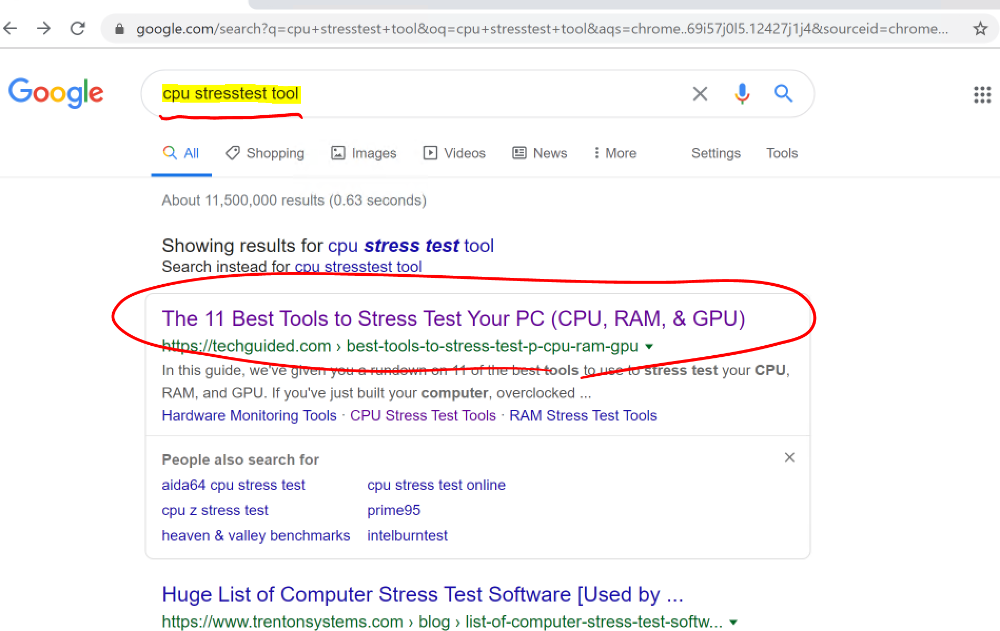 google.com/search?q=cpu+stresstest+tool&oq=cpu+stresstest+tool&aqs=chrome..69i57j0l5.12427j1j4&sourceid=chrome...
Google
cpu stresstest tool
All Shopping Images Videos News More Settings Tools
About 11,500,000 results (0.63 seconds)
Showing results for cpu stress test tool
Search instead for cpu stresstest tool
The 11 Best Tools to Stress Test Your PC (CPU, RAM, & GPU)
https://techguided.com › best-tools-to-stress-test-p-cpu-ram-gpu
In this guide, we've given you a rundown on 11 of the best tools to use to stress test your CPU,
RAM, and GPU. If you've just built your computer, overclocked ...
Hardware Monitoring Tools · CPU Stress Test Tools · RAM Stress Test Tools
People also search for
aida64 cpu stress test cpu stress test online
cpu z stress test prime95
heaven & valley benchmarks intelburntest
Huge List of Computer Stress Test Software [Used by ...
https://www.trentonsystems.com › blog › list-of-computer-stress-test-softw...